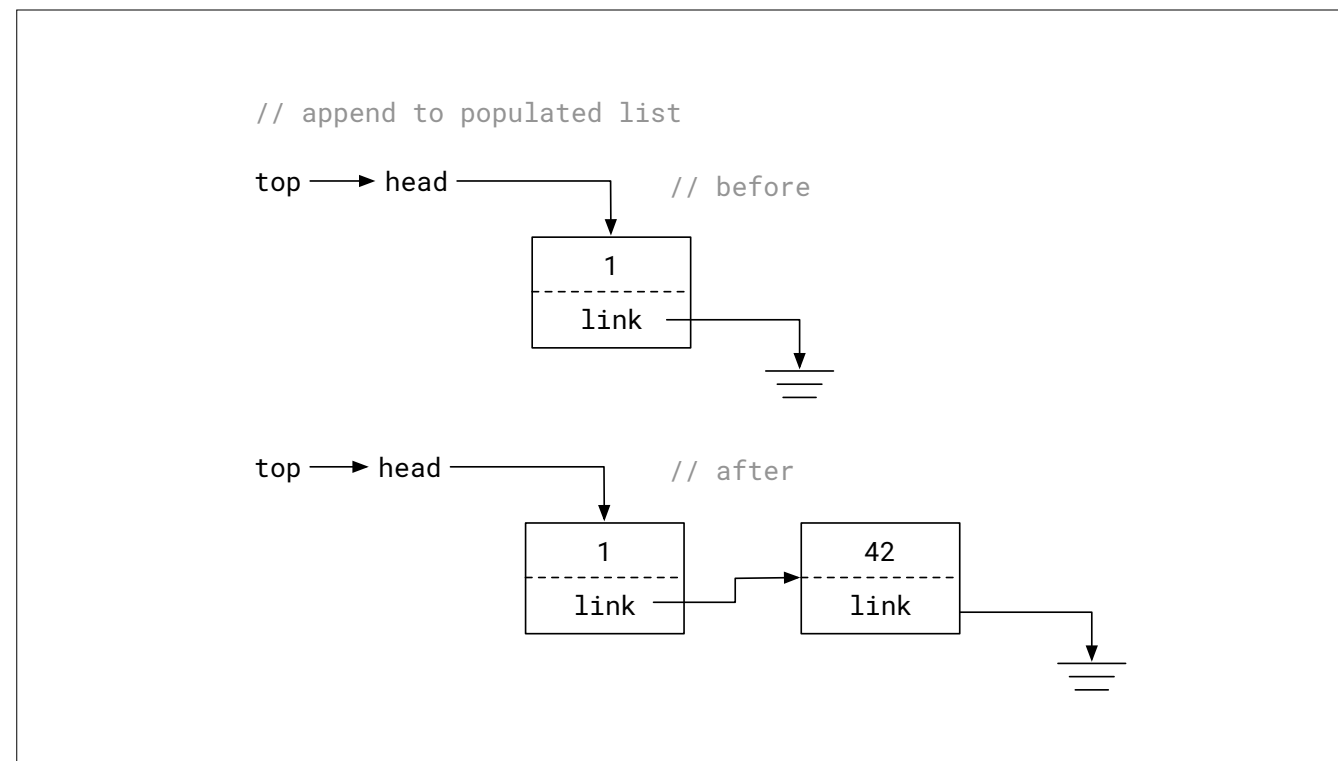 // append to populated list
top head // before
1
link
top head // after
1 42
link link